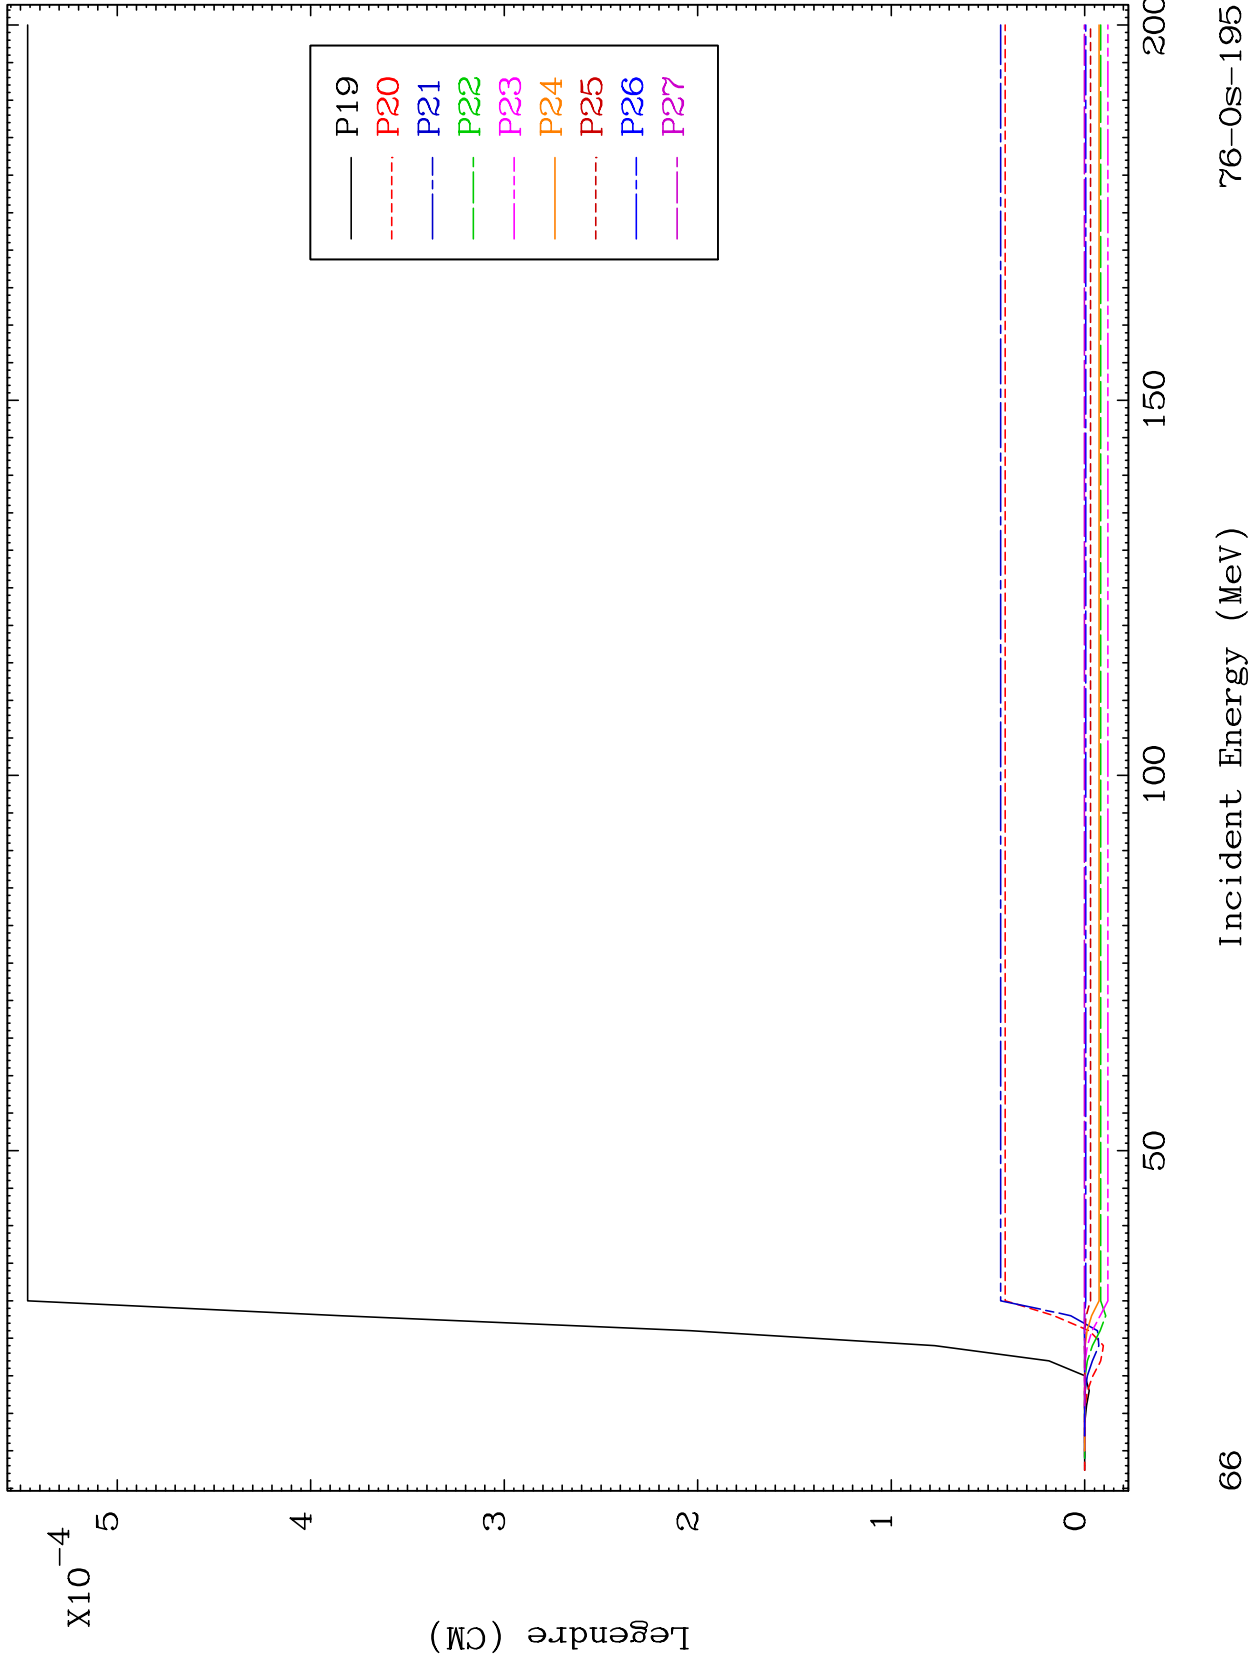 X10-4
5
4
3
2
1
0
Legendre (CM)
P19
P20
P21
P22
P23
P24
P25
P26
P27
50
100
150
200
66
Incident Energy (MeV)
76-Os-195